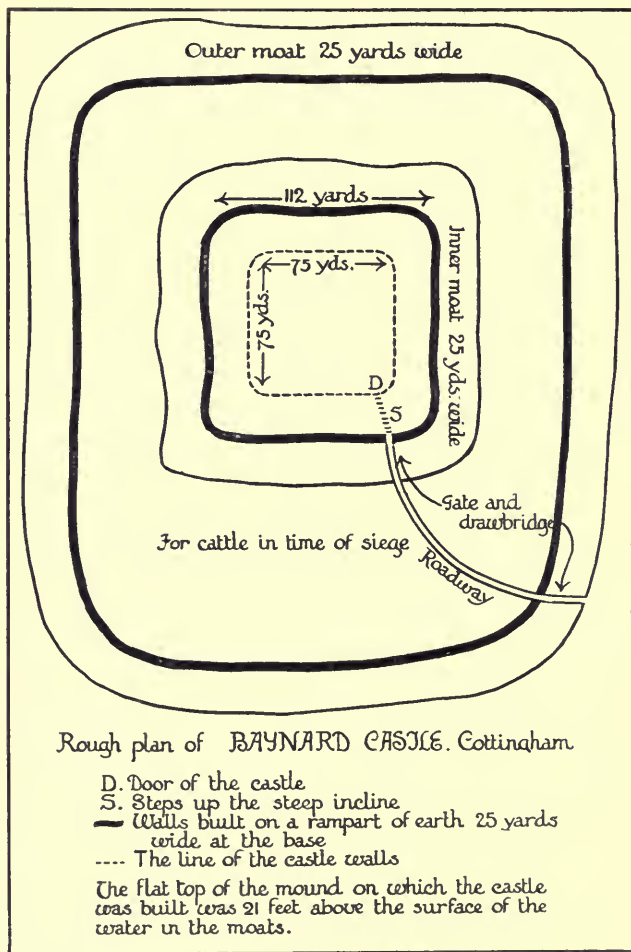 Outer moat 25 yards wide
112 yards
75 yds.
75 yds.
Inner moat 25 yds: wide
D
S
Gate and
drawbridge
For cattle in time of siege
Roadway
Rough plan of BAYNARD CASTLE. Cottingham
D. Door of the castle
S. Steps up the steep incline
Walls built on a rampart of earth 25 yards
wide at the base
---- The line of the castle walls
The flat top of the mound on which the castle
was built was 21 feet above the surface of the
water in the moats.